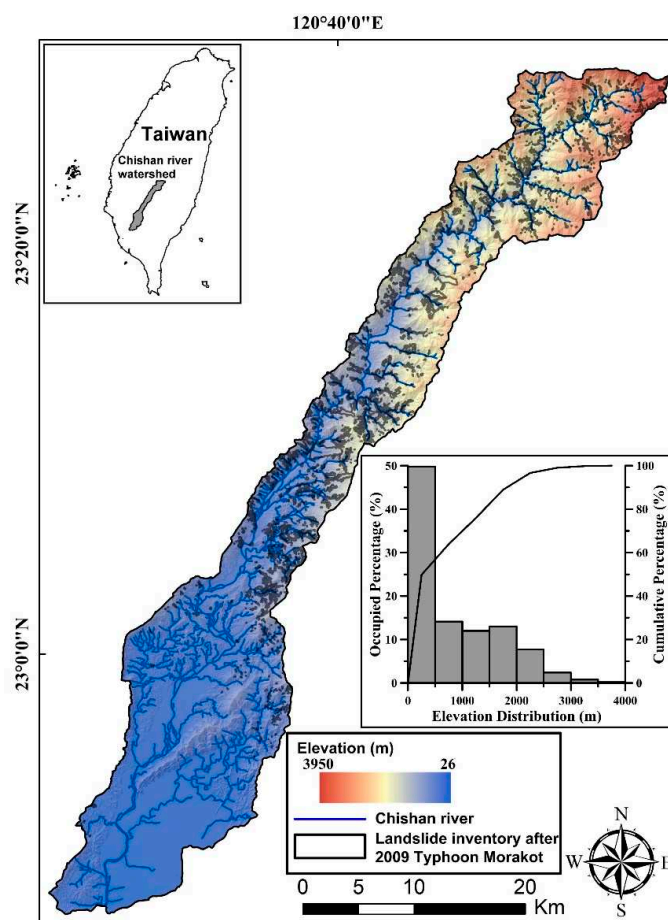 120°40'0"E
Taiwan
Chishan river
watershed
23°20'0"N
23°0'0"N
50
40
30
20
10
0
Occupied Percentage (%)
100
80
60
40
20
0
Cumulative Percentage (%)
0 1000 2000 3000 4000
Elevation Distribution (m)
Elevation (m)
3950 26
Chishan river
Landslide inventory after
2009 Typhoon Morakot
N
W E
S
0 5 10 20
Km